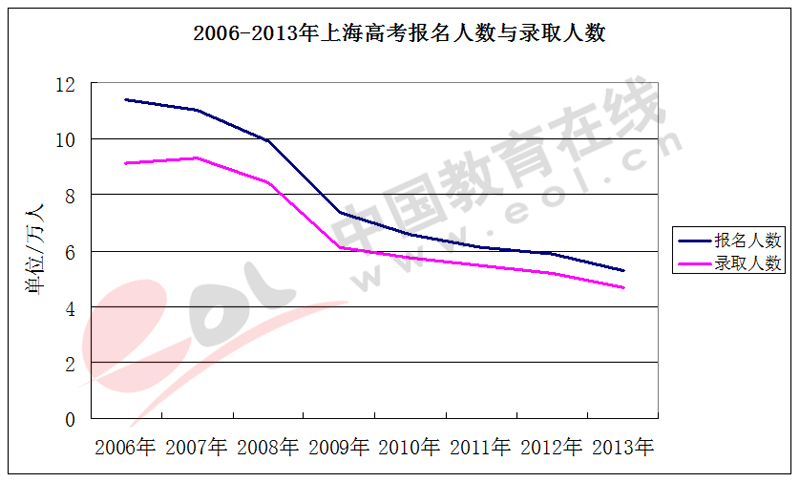 2006-2013年上海高考报名人数与录取人数
单位/万人
12
10
8
6
4
2
0
2006年 2007年 2008年 2009年 2010年 2011年 2012年 2013年
报名人数
录取人数
中国教育在线
www.eol.cn
eol